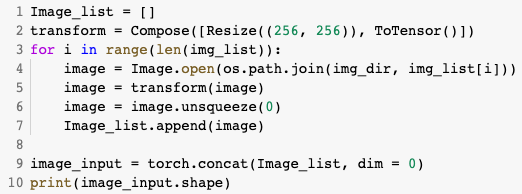 1 Image_list = []
2 transform = Compose([Resize((256, 256)), ToTensor()])
3 for i in range(len(img_list)):
4     image = Image.open(os.path.join(img_dir, img_list[i]))
5     image = transform(image)
6     image = image.unsqueeze(0)
7     Image_list.append(image)
8
9 image_input = torch.concat(Image_list, dim = 0)
10 print(image_input.shape)